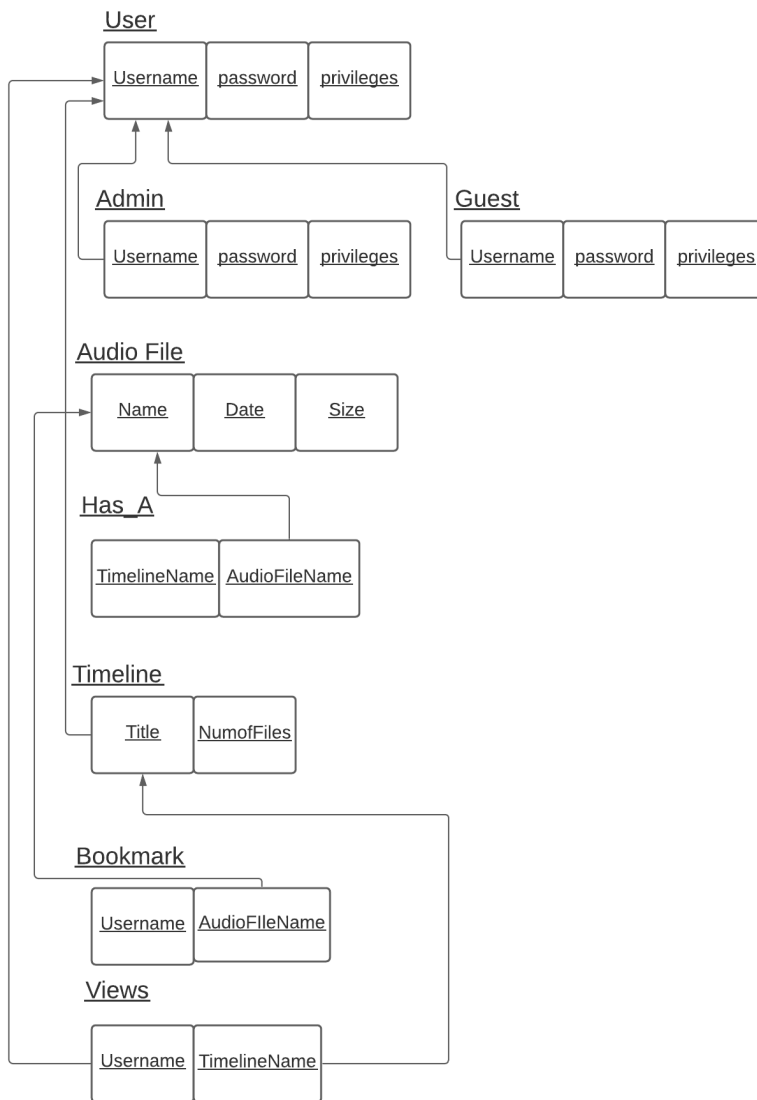 User
Username password privileges
Admin
Guest
Username password privileges
Username password privileges
Audio File
Name Date Size
Has_A
TimelineName AudioFileName
Timeline
Title NumofFiles
Bookmark
Username AudioFIleName
Views
Username TimelineName